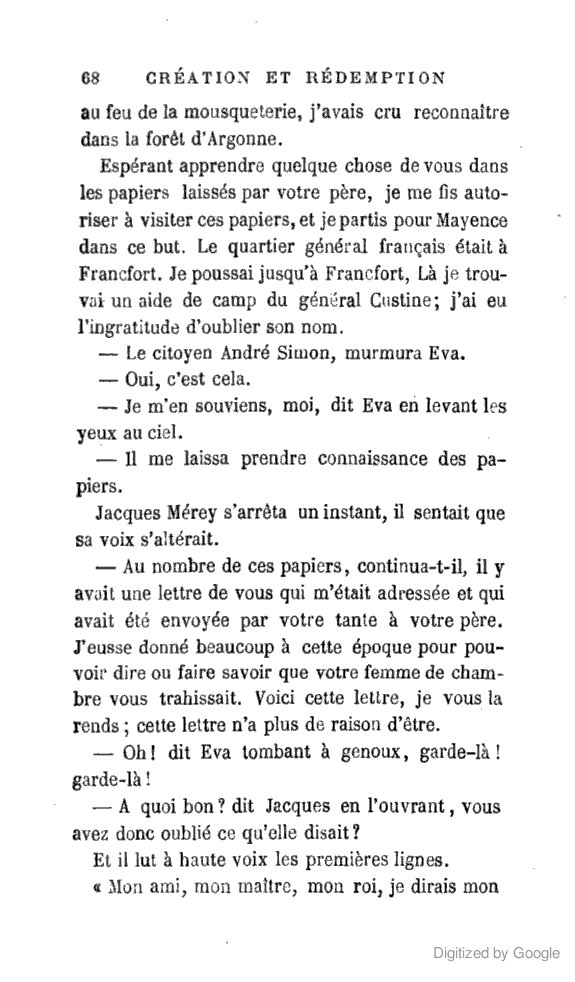 68 CRÉATION ET RÉDEMPTION
au feu de la mousqueterie, j'avais cru reconnaître
dans la forêt d'Argonne.
Espérant apprendre quelque chose de vous dans
les papiers laissés par votre père, je me fis auto-
riser à visiter ces papiers, et je partis pour Mayence
dans ce but. Le quartier général français était à
Francfort. Je poussai jusqu'à Francfort, Là je trou-
vai un aide de camp du général Custine; j'ai eu
l'ingratitude d'oublier son nom.
— Le citoyen André Simon, murmura Eva.
— Oui, c'est cela.
— Je m'en souviens, moi, dit Eva en levant les
yeux au ciel.
— Il me laissa prendre connaissance des pa-
piers.
Jacques Mérey s'arrêta un instant, il sentait que
sa voix s'altérait.
— Au nombre de ces papiers, continua-t-il, il y
avait une lettre de vous qui m'était adressée et qui
avait été envoyée par votre tante à votre père.
J'eusse donné beaucoup à cette époque pour pou-
voir dire ou faire savoir que votre femme de cham-
bre vous trahissait. Voici cette lettre, je vous la
rends ; cette lettre n'a plus de raison d'être.
— Oh! dit Eva tombant à genoux, garde-là !
garde-là !
— A quoi bon ? dit Jacques en l'ouvrant, vous
avez donc oublié ce qu'elle disait ?
Et il lut à haute voix les premières lignes.
« Mon ami, mon maître, mon roi, je dirais mon
Digitized by Google